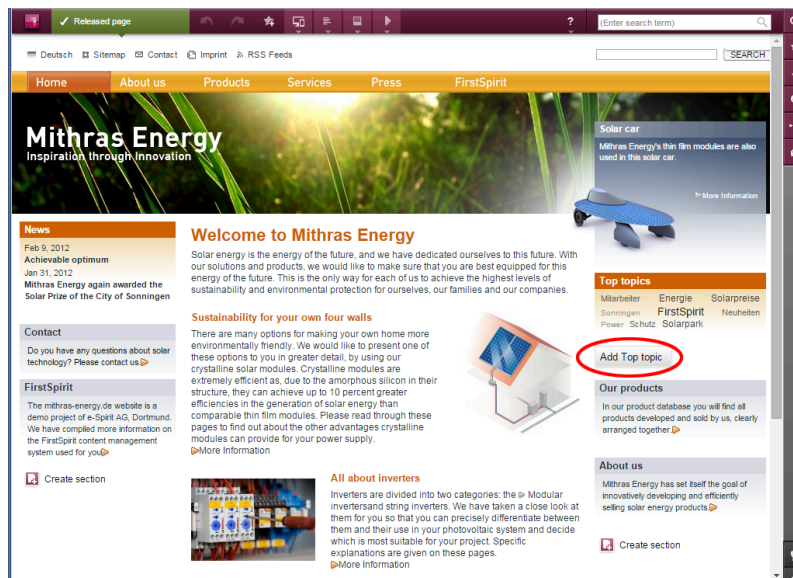 Released page
?
(Enter search term)
Deutsch Sitemap Contact Imprint RSS Feeds
SEARCH
Home About us Products Services Press FirstSpirit
Mithras Energy
Inspiration through Innovation
Solar car
Mithras Energy's thin film modules are also
used in this solar car.
More Information
News
Feb 9, 2012
Achievable optimum
Jan 31, 2012
Mithras Energy again awarded the
Solar Prize of the City of Sonningen
Contact
Do you have any questions about solar
technology? Please contact us.
FirstSpirit
The mithras-energy.de website is a
demo project of e-Spirit AG, Dortmund.
We have compiled more information on
the FirstSpirit content management
system used for you
Create section
Welcome to Mithras Energy
Solar energy is the energy of the future, and we have dedicated ourselves to this future. With
our solutions and products, we would like to make sure that you are best equipped for this
energy of the future. This is the only way for each of us to achieve the highest levels of
sustainability and environmental protection for ourselves, our families and our companies.
Sustainability for your own four walls
There are many options for making your own home more
environmentally friendly. We would like to present one of
these options to you in greater detail, by using our
crystalline solar modules. Crystalline modules are
extremely efficient as, due to the amorphous silicon in their
structure, they can achieve up to 10 percent greater
efficiencies in the generation of solar energy than
comparable thin film modules. Please read through these
pages to find out about the other advantages crystalline
modules can provide for your power supply.
More Information
All about inverters
Inverters are divided into two categories: the Modular
invertersand string inverters. We have taken a close look at
them for you so that you can precisely differentiate between
them and their use in your photovoltaic system and decide
which is most suitable for your project. Specific
explanations are given on these pages.
More Information
Top topics
Mitarbeiter Energie Solarpreise
Sonningen FirstSpirit Neuheiten
Power Schutz Solarpark
Add Top topic
Our products
In our product database you will find all
products developed and sold
by us, clearly
arranged together.
About us
Mithras Energy has set itself the goal of
innovatively developing and efficiently
selling solar energy products.
Create section